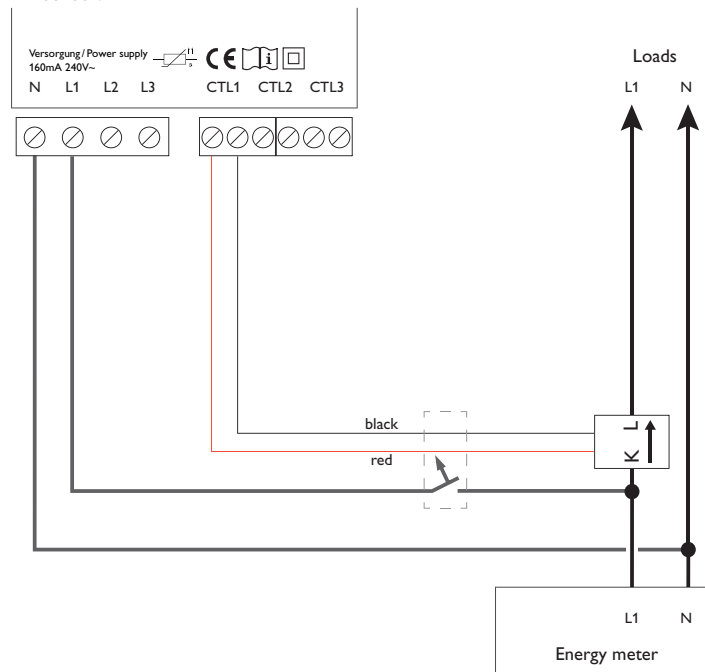 Versorgung/Power supply
160mA 240V~
N L1 L2 L3 CTL1 CTL2 CTL3
Loads
L1 N
black
red
K L
L1 N
Energy meter